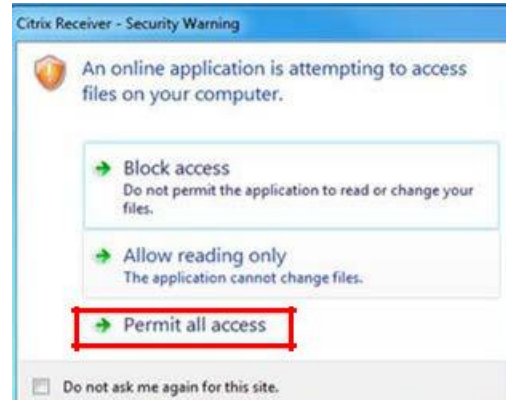 Citrix Receiver - Security Warning
An online application is attempting to access
files on your computer.
Block access
Do not permit the application to read or change your
files.
Allow reading only
The application cannot change files.
Permit all access
Do not ask me again for this site.